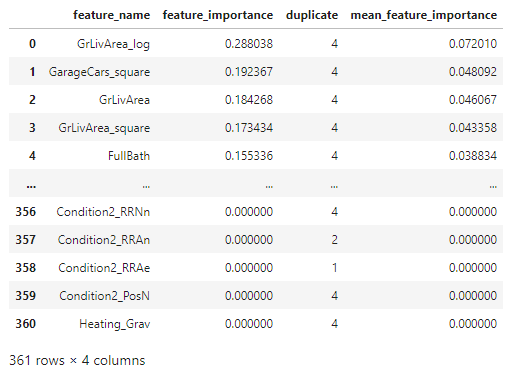 feature_name feature_importance duplicate mean_feature_importance
0 GrLivArea_log 0.288038 4 0.072010
1 GarageCars_square 0.192367 4 0.048092
2 GrLivArea 0.184268 4 0.046067
3 GrLivArea_square 0.173434 4 0.043358
4 FullBath 0.155336 4 0.038834
... ... ... ... ...
356 Condition2_RRNn 0.000000 4 0.000000
357 Condition2_RRAn 0.000000 2 0.000000
358 Condition2_RRAe 0.000000 1 0.000000
359 Condition2_PosN 0.000000 4 0.000000
360 Heating_Grav 0.000000 4 0.000000
361 rows × 4 columns